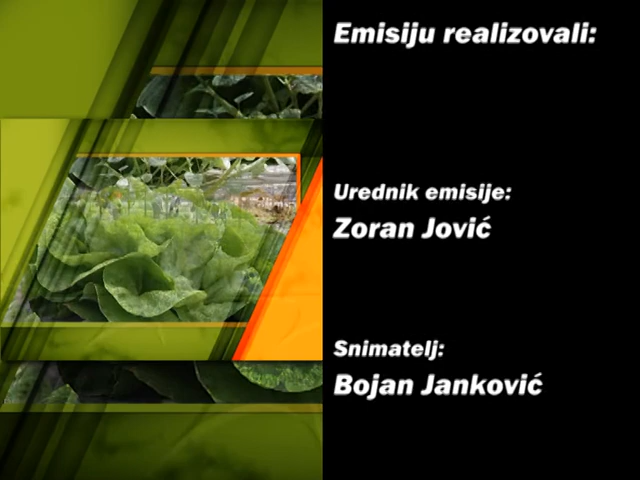 Emisiju realizovali:
Urednik emisije:
Zoran Jović
Snimatelj:
Bojan Janković